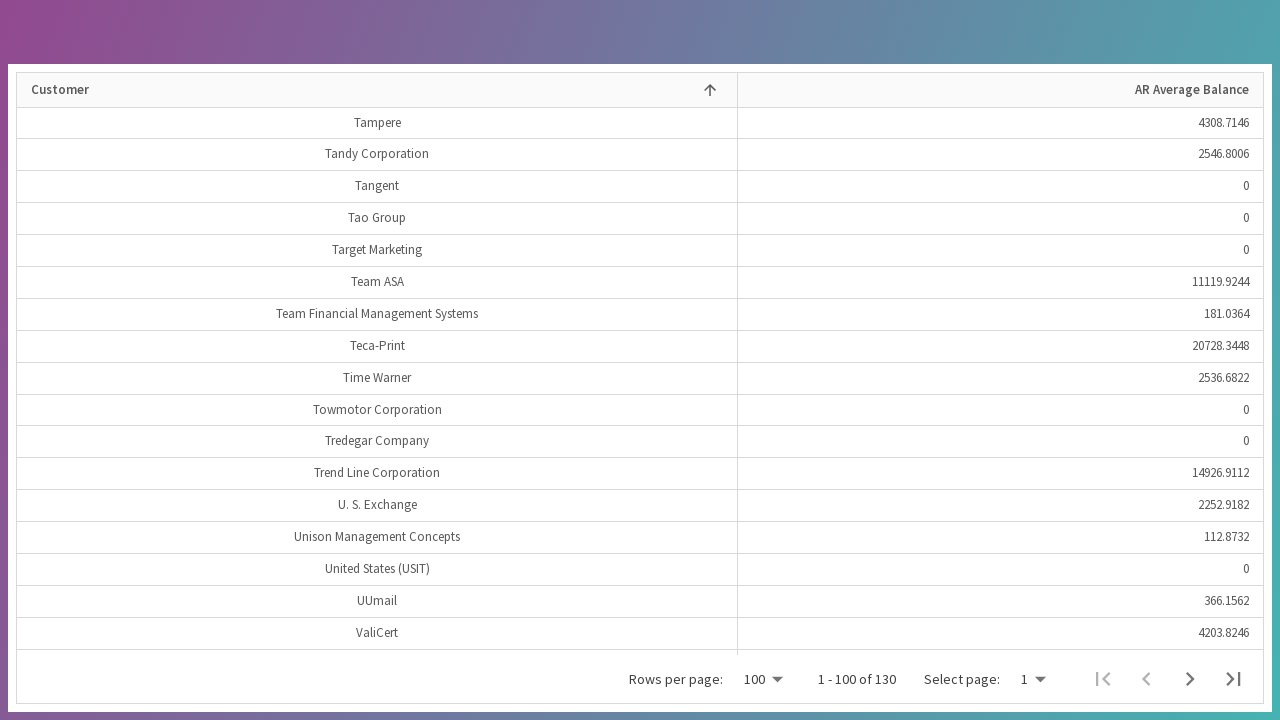 Customer AR Average Balance
Tampere 4308.7146
Tandy Corporation 2546.8006
Tangent 0
Tao Group 0
Target Marketing 0
Team ASA 11119.9244
Team Financial Management Systems 181.0364
Teca-Print 20728.3448
Time Warner 2536.6822
Towmotor Corporation 0
Tredegar Company 0
Trend Line Corporation 14926.9112
U. S. Exchange 2252.9182
Unison Management Concepts 112.8732
United States (USIT) 0
UUmail 366.1562
ValiCert 4203.8246
Rows per page: 100 1 - 100 of 130 Select page: 1